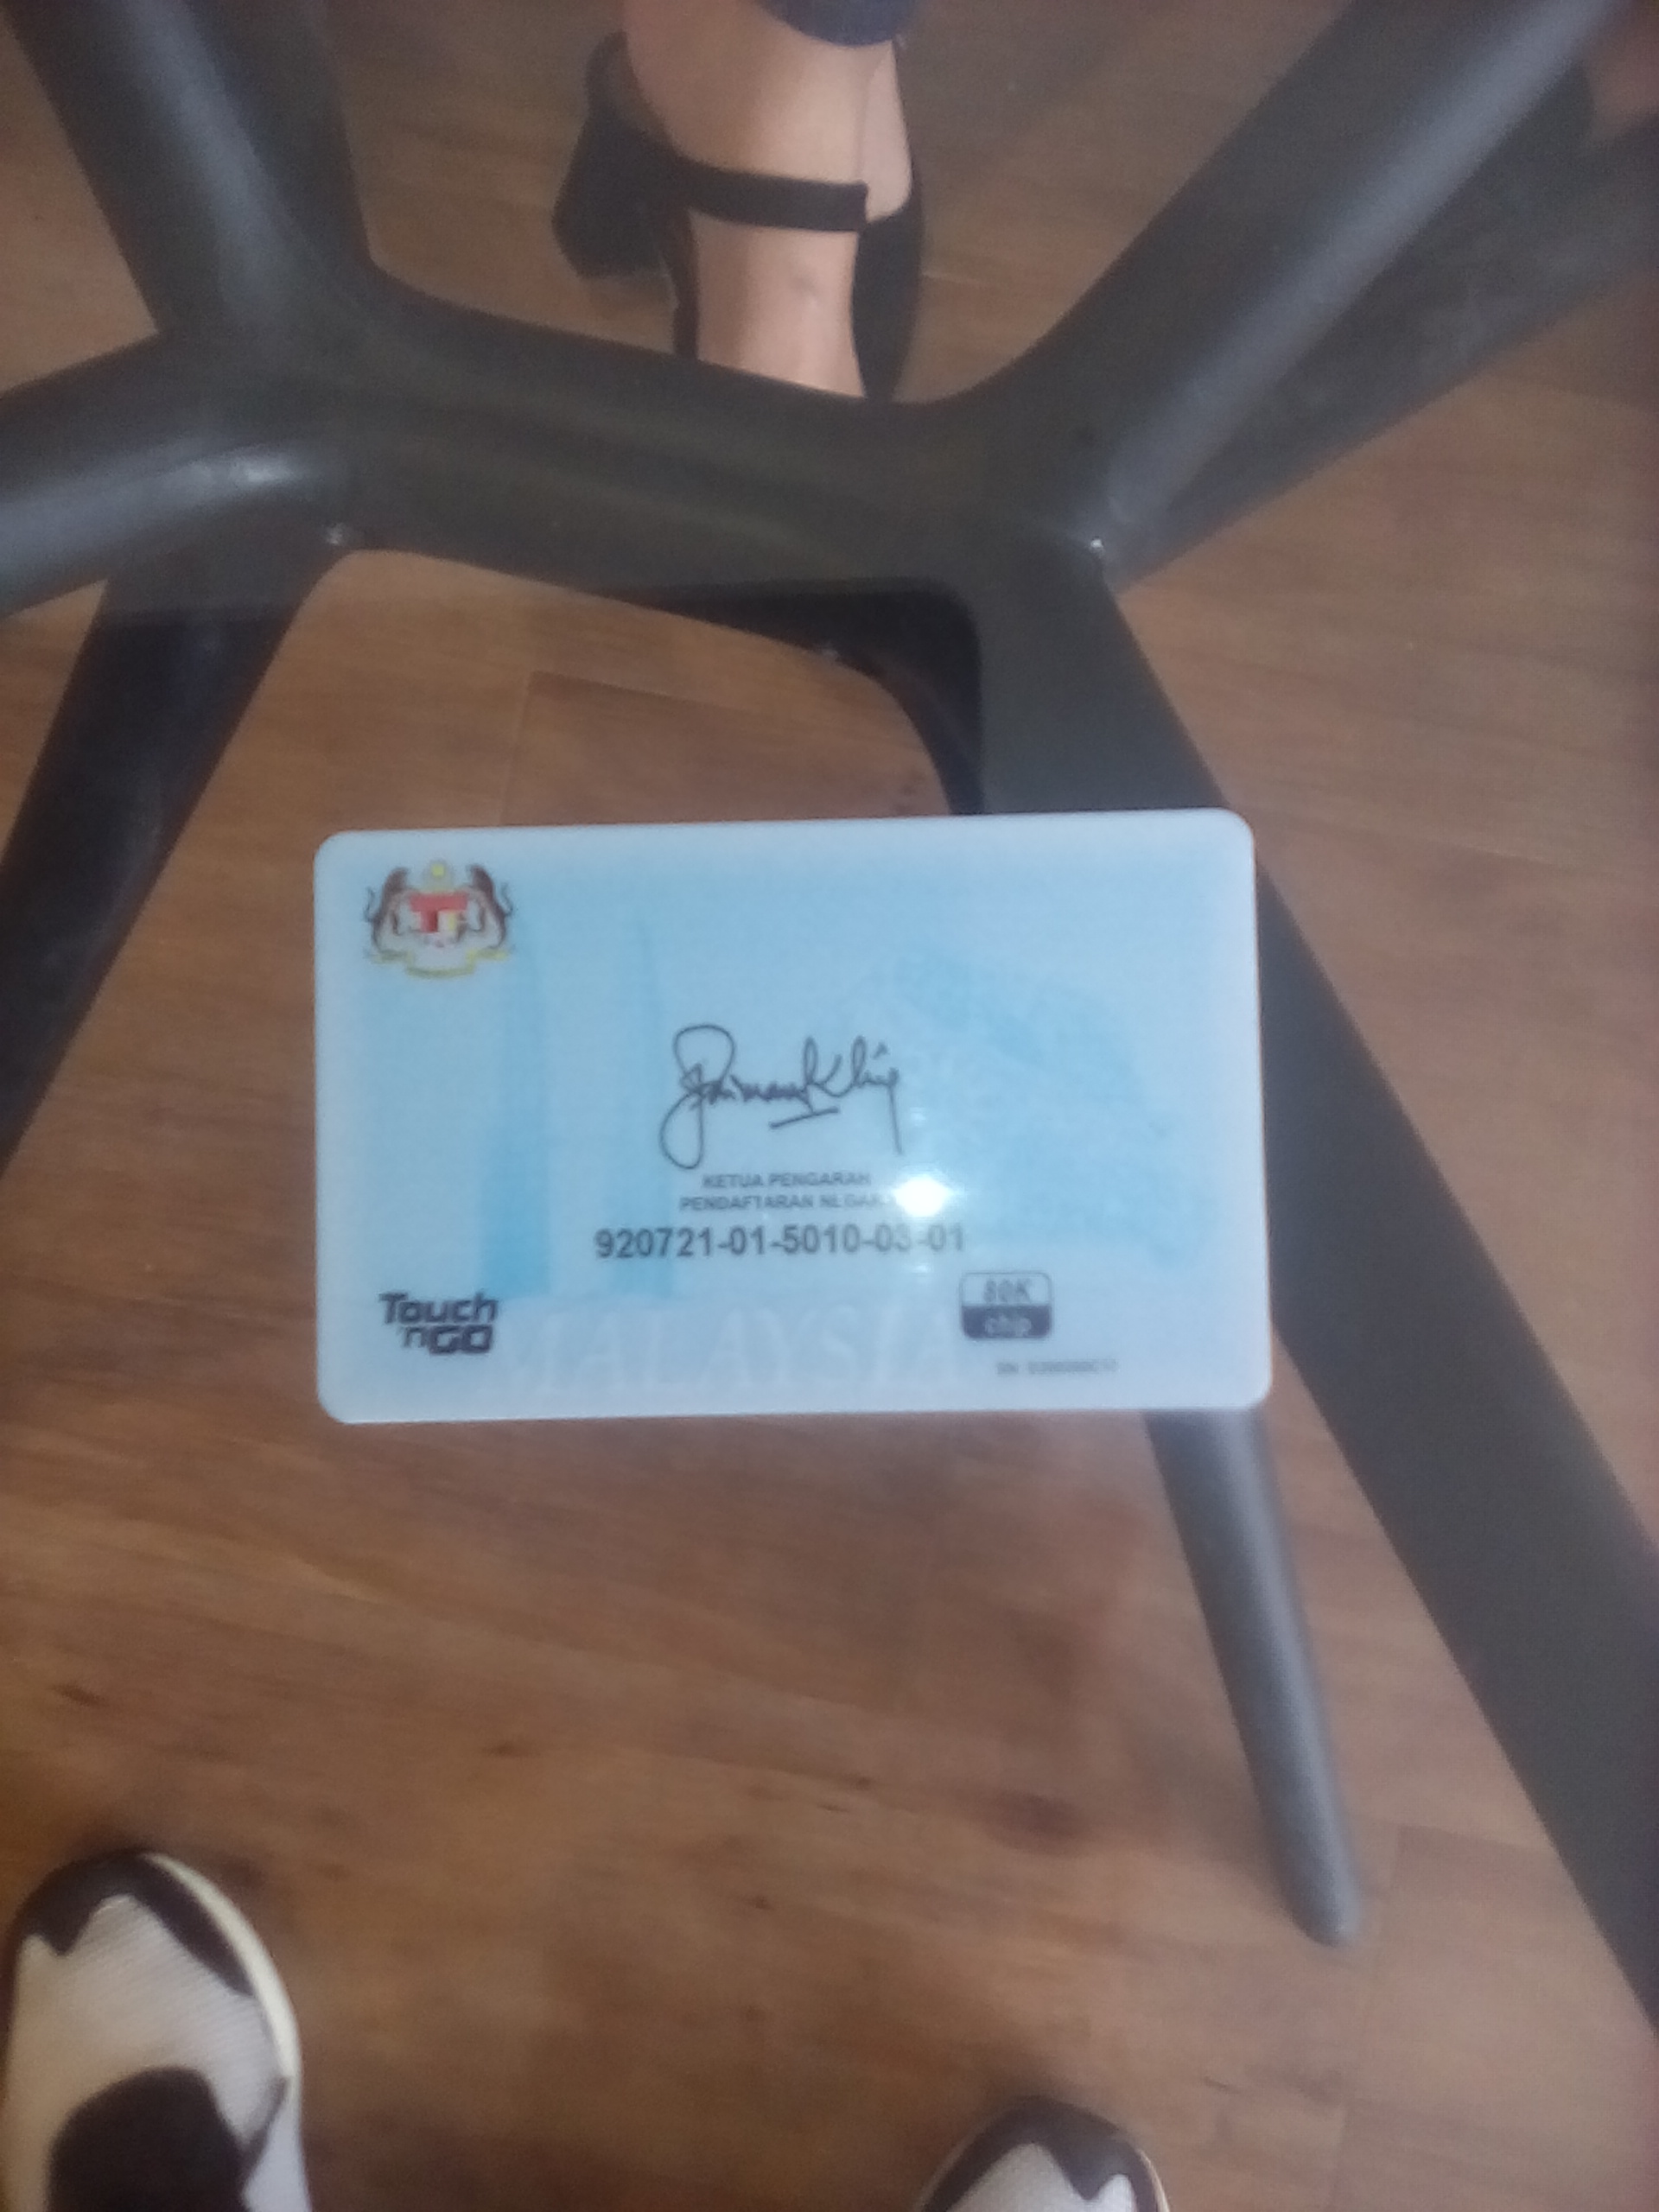 KETUA PENGARAH
PENDAFTARAN
920721-01-5010-03-01
Touch
'n GO
80K
chip
MALAYSIA